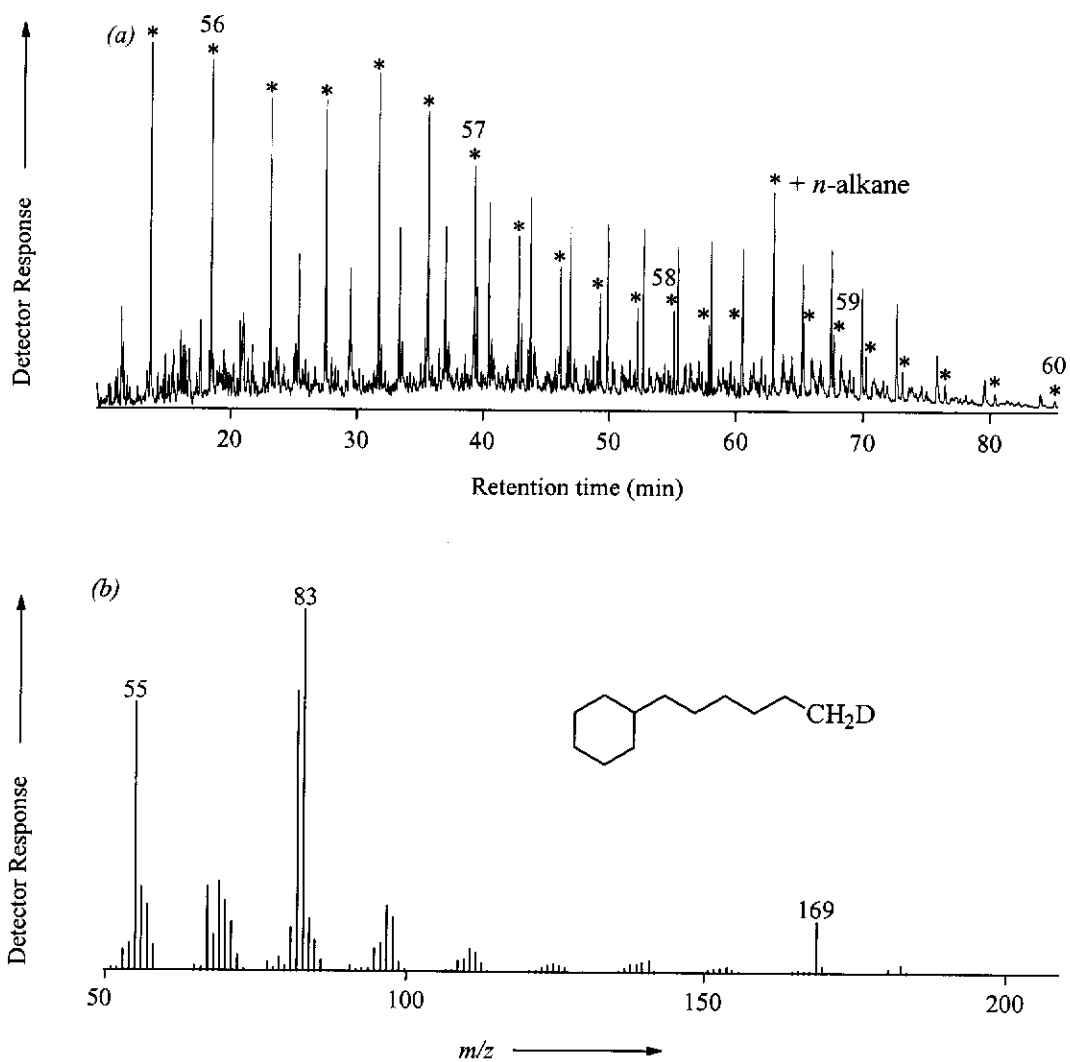 (a)
* 56 * * * * * 57 * * * * * 58 * * * * + n-alkane * 59 * * * * * 60 *
Detector Response
20 30 40 50 60 70 80
Retention time (min)
(b)
83
55
CH₂D
169
Detector Response
50 100 150 200
m/z